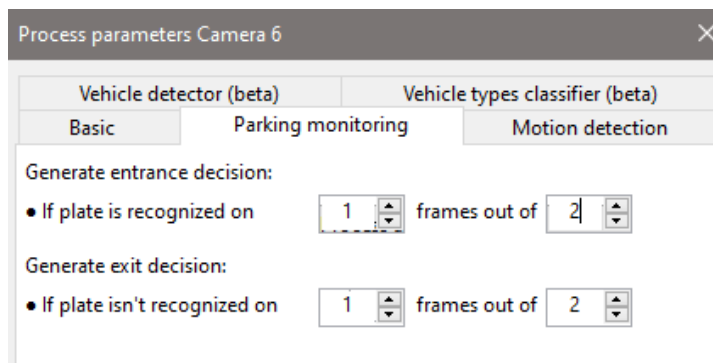 Process parameters Camera 6
Vehicle detector (beta) Vehicle types classifier (beta)
Basic Parking monitoring Motion detection
Generate entrance decision:
• If plate is recognized on 1 frames out of 2
Generate exit decision:
• If plate isn't recognized on 1 frames out of 2